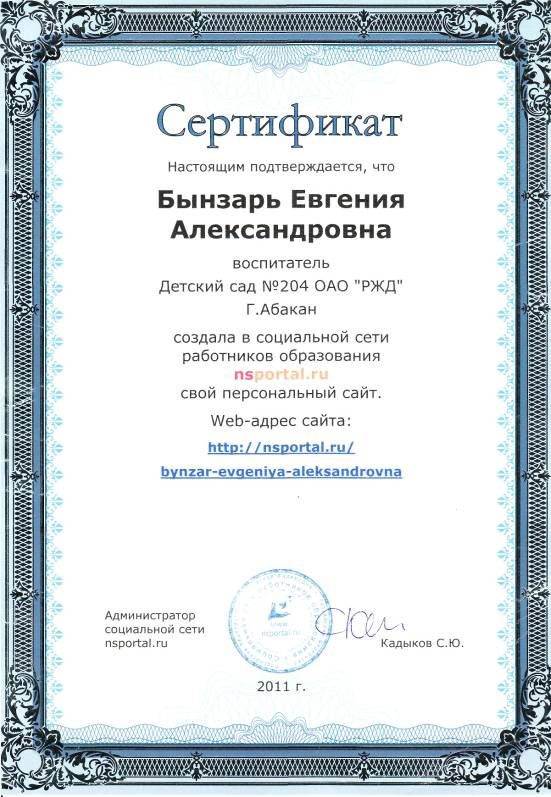 Сертификат
Настоящим подтверждается, что
Бынзарь Евгения
Александровна
воспитатель
Детский сад №204 ОАО "РЖД"
Г.Абакан
создала в социальной сети
работников образования
nsportal.ru
свой персональный сайт.
Web-адрес сайта:
http://nsportal.ru/
bynzar-evgeniya-aleksandrovna
Администратор
социальной сети
nsportal.ru
www.
nsportal.ru
Кадыков С.Ю.
2011 г.